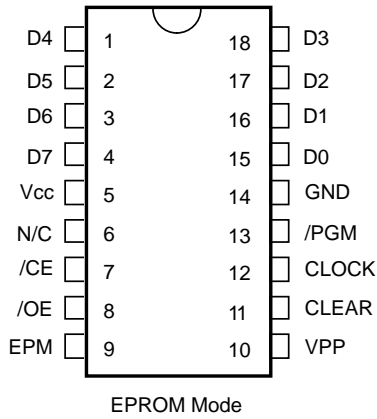 D4 1 18 D3
D5 2 17 D2
D6 3 16 D1
D7 4 15 D0
Vcc 5 14 GND
N/C 6 13 /PGM
/CE 7 12 CLOCK
/OE 8 11 CLEAR
EPM 9 10 VPP
EPROM Mode